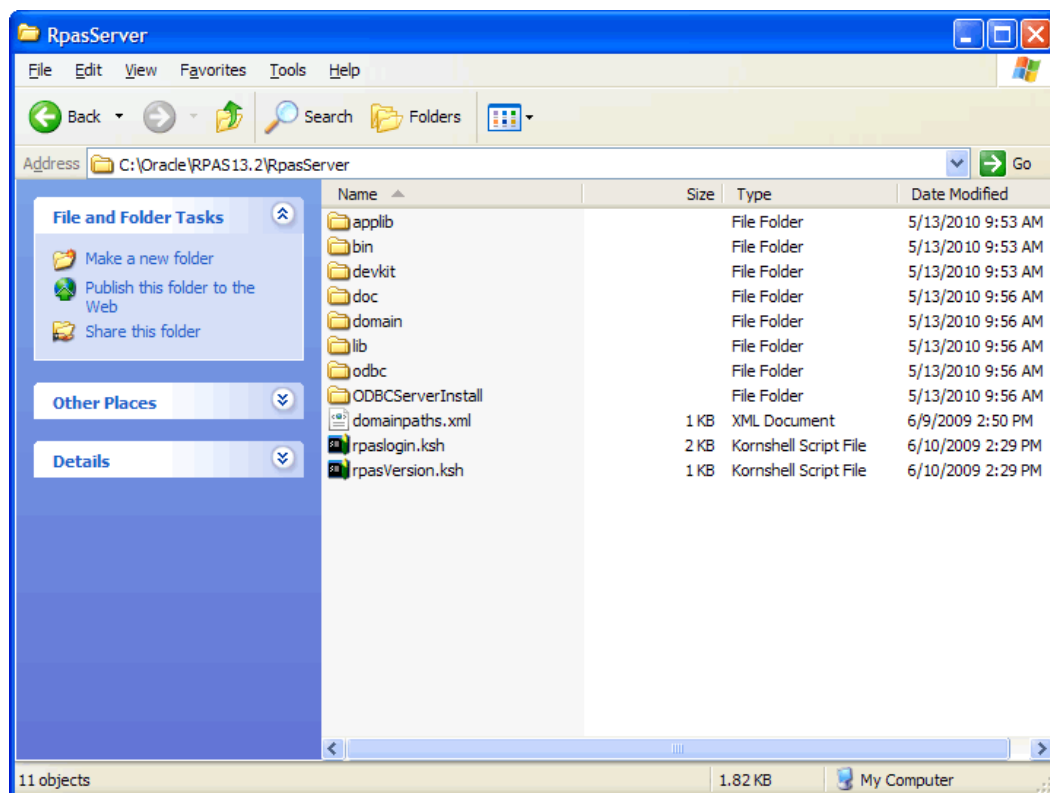 RpasServer
File Edit View Favorites Tools Help
Back Search Folders
Address C:\Oracle\RPAS13.2\RpasServer Go
File and Folder Tasks
Make a new folder
Publish this folder to the
Web
Share this folder
Other Places
Details
Name Size Type Date Modified
applib File Folder 5/13/2010 9:53 AM
bin File Folder 5/13/2010 9:53 AM
devkit File Folder 5/13/2010 9:53 AM
doc File Folder 5/13/2010 9:56 AM
domain File Folder 5/13/2010 9:56 AM
lib File Folder 5/13/2010 9:56 AM
odbc File Folder 5/13/2010 9:56 AM
ODBCServerInstall File Folder 5/13/2010 9:56 AM
domainpaths.xml 1 KB XML Document 6/9/2009 2:50 PM
rpaslogin.ksh 2 KB Kornshell Script File 6/10/2009 2:29 PM
rpasVersion.ksh 1 KB Kornshell Script File 6/10/2009 2:29 PM
11 objects 1.82 KB My Computer